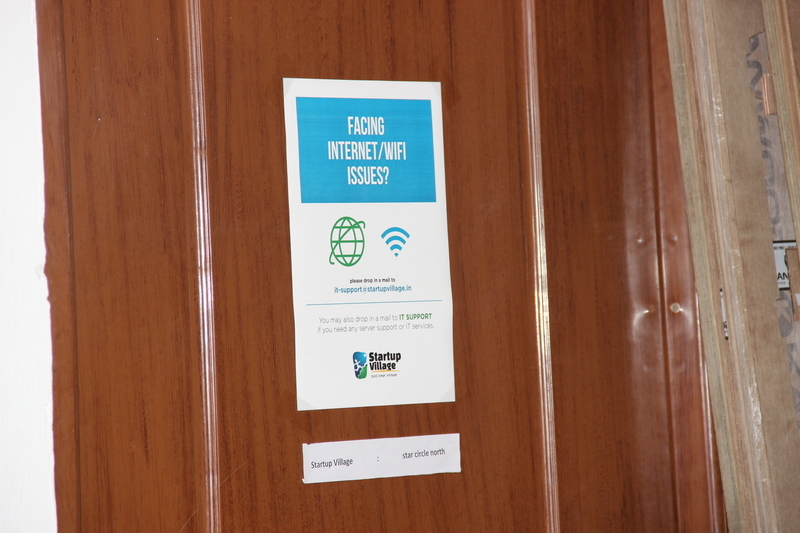 FACING
INTERNET/WIFI
ISSUES?
please drop in a mail to
it-support@startupvillage.in
You may also drop in a mail to IT SUPPORT
if you need any server support or IT services.
Startup
Village
Startup Village : star circle north